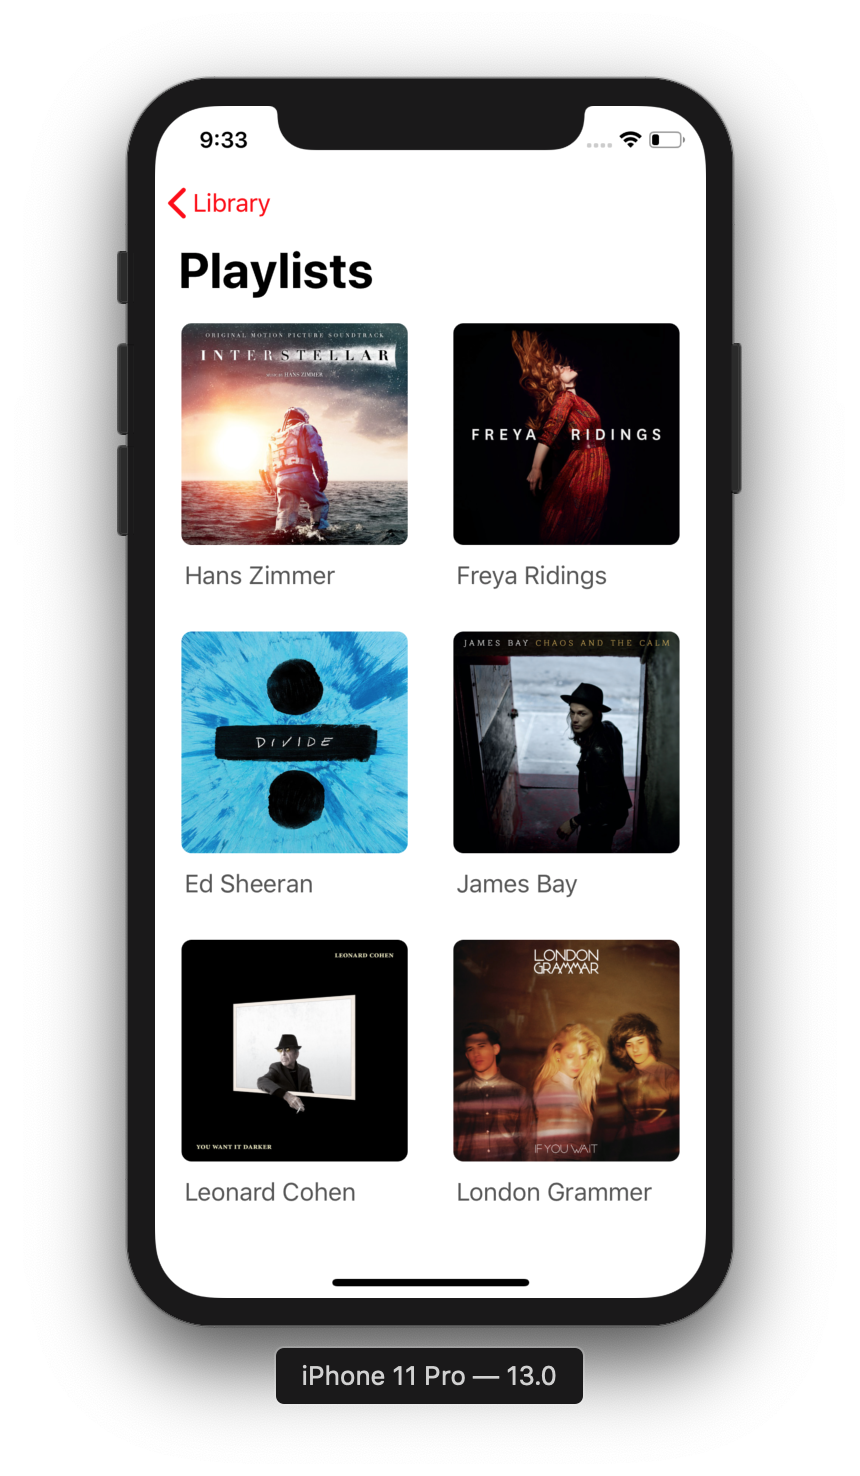 9:33
Library
Playlists
ORIGINAL MOTION PICTURE SOUNDTRACK
INTERSTELLAR
MUSIC BY HANS ZIMMER
FREYA RIDINGS
Hans Zimmer
Freya Ridings
DIVIDE
JAMES BAY CHAOS AND THE CALM
Ed Sheeran
James Bay
LEONARD COHEN
YOU WANT IT DARKER
LONDON
GRAMMAR
IF YOU WAIT
Leonard Cohen
London Grammer
iPhone 11 Pro — 13.0